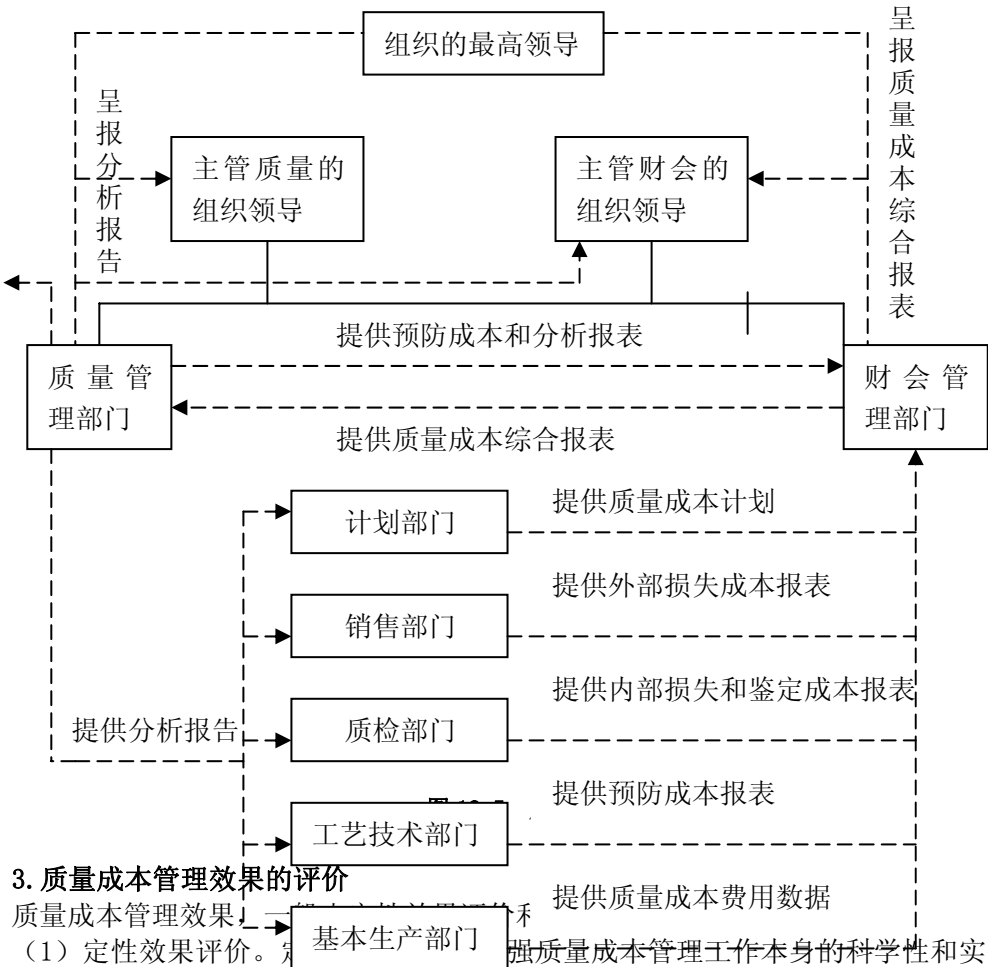 组织的最高领导
呈报质量成本综合报表
呈报分析报告
主管质量的
组织领导
主管财会的
组织领导
提供预防成本和分析报表
质量管
理部门
财会管
理部门
提供质量成本综合报表
提供质量成本计划
计划部门
提供外部损失成本报表
销售部门
提供内部损失和鉴定成本报表
提供分析报告
质检部门
提供预防成本报表
工艺技术部门
3.质量成本管理效果的评价
提供质量成本费用数据
质量成本管理效果，一
基本生产部门
（1）定性效果评价。 强质量成本管理工作本身的科学性和实